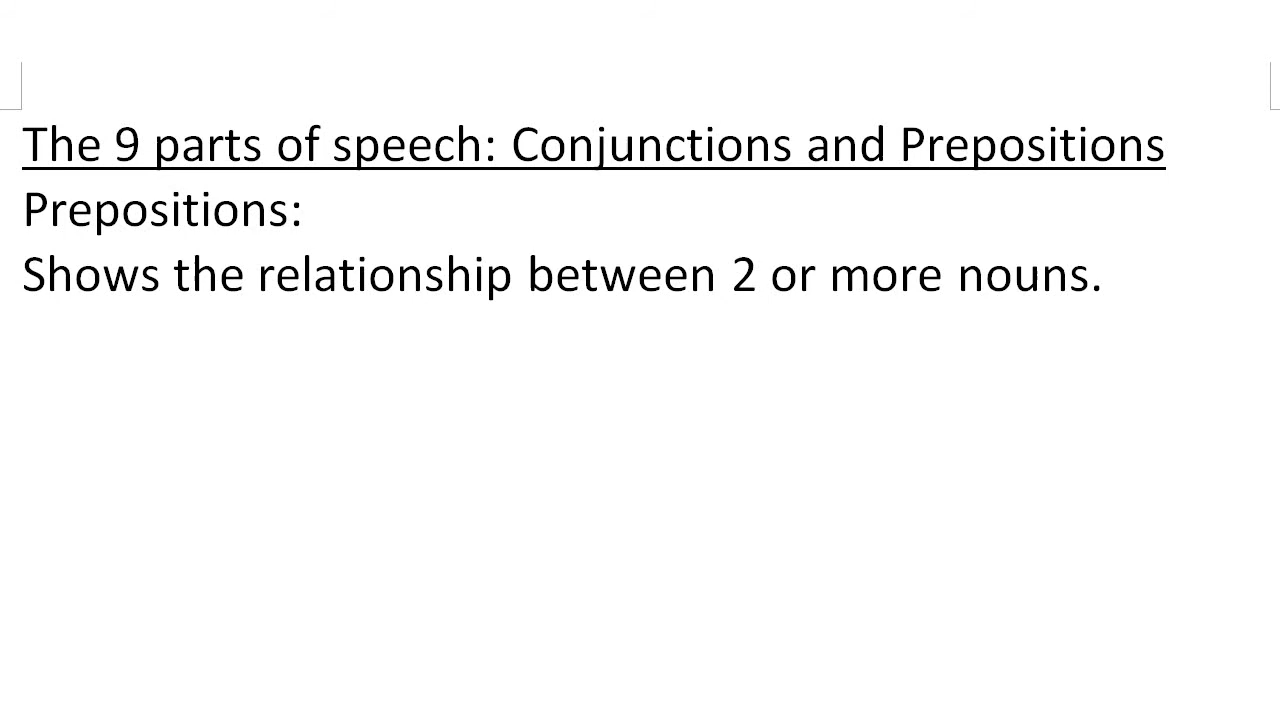 The 9 parts of speech: Conjunctions and Prepositions
Prepositions:
Shows the relationship between 2 or more nouns.